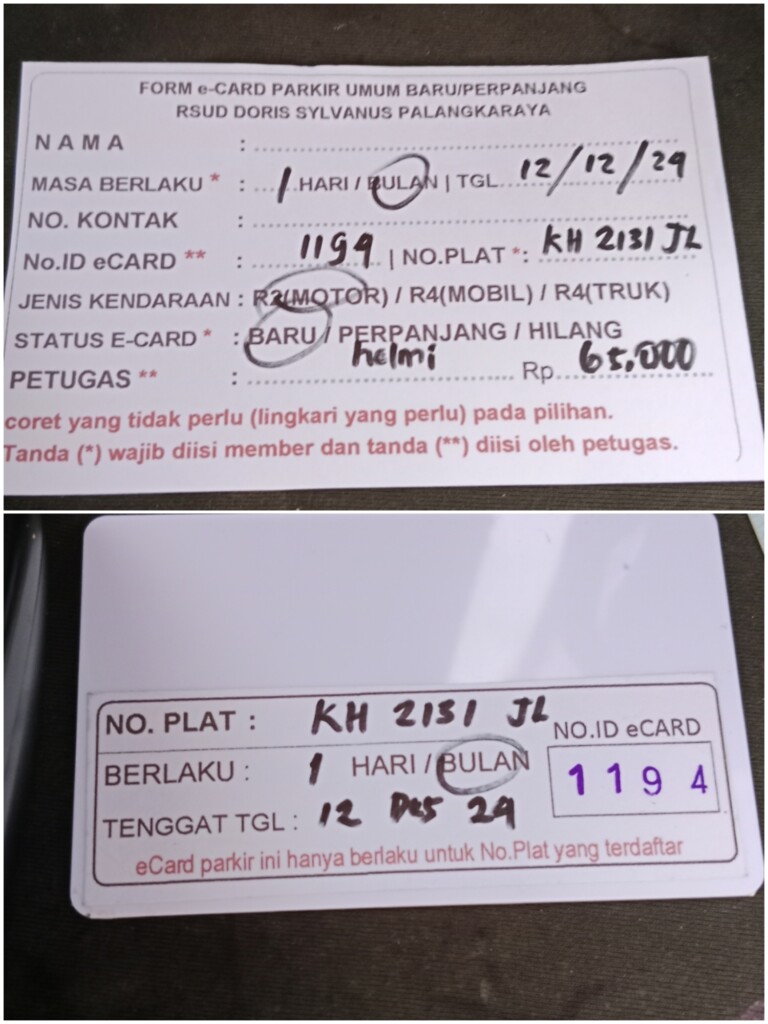 FORM e-CARD PARKIR UMUM BARU/PERPANJANG
RSUD DORIS SYLVANUS PALANGKARAYA
NAMA :
MASA BERLAKU * : 1 HARI / BULAN | TGL. 12/12/24
NO. KONTAK :
No.ID eCARD ** : 1194 | NO.PLAT *: KH 2131 JL
JENIS KENDARAAN : R2(MOTOR) / R4(MOBIL) / R4(TRUK)
STATUS E-CARD * : BARU / PERPANJANG / HILANG
PETUGAS ** : helmi Rp. 65.000
coret yang tidak perlu (lingkari yang perlu) pada pilihan.
Tanda (*) wajib diisi member dan tanda (**) diisi oleh petugas.
NO. PLAT : KH 2131 JL
NO.ID eCARD
BERLAKU : 1 HARI / BULAN
1194
TENGGAT TGL : 12 Des 24
eCard parkir ini hanya berlaku untuk No.Plat yang terdaftar